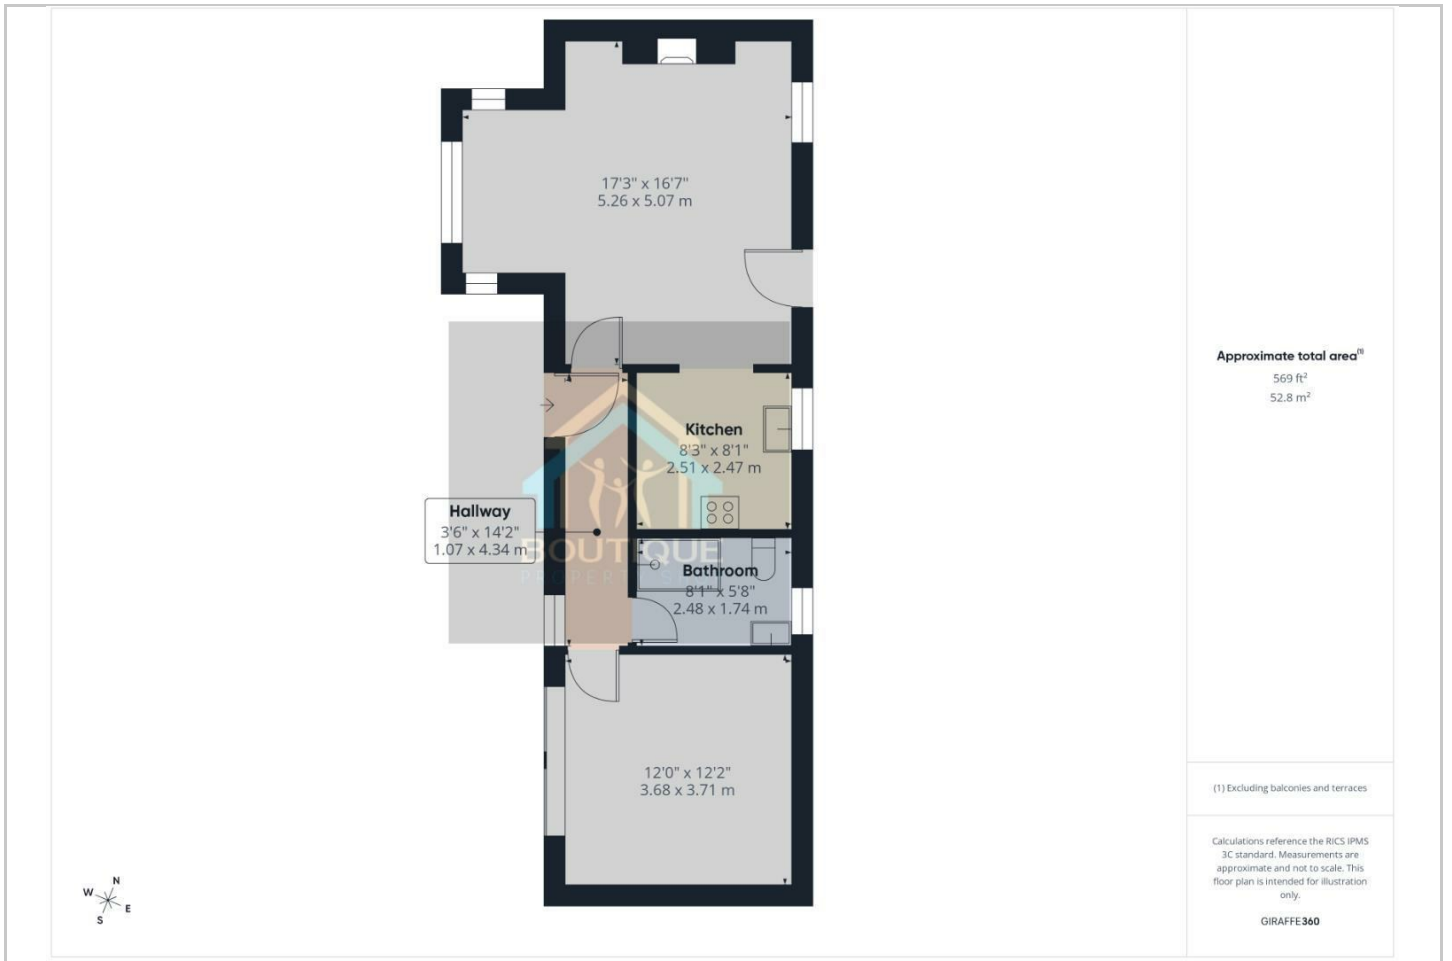 17'3" x 16'7"
5.26 x 5.07 m
Kitchen
8'3" x 8'1"
2.51 x 2.47 m
Hallway
3'6" x 14'2"
1.07 x 4.34 m
BOUTIQUE
PROPERTY
Bathroom
8'1" x 5'8"
2.48 x 1.74 m
12'0" x 12'2"
3.68 x 3.71 m
N
W
E
S
Approximate total area(1)
569 ft²
52.8 m²
(1) Excluding balconies and terraces
Calculations reference the RICS IPMS
3C standard. Measurements are
approximate and not to scale. This
floor plan is intended for illustration
only.
GIRAFFE360